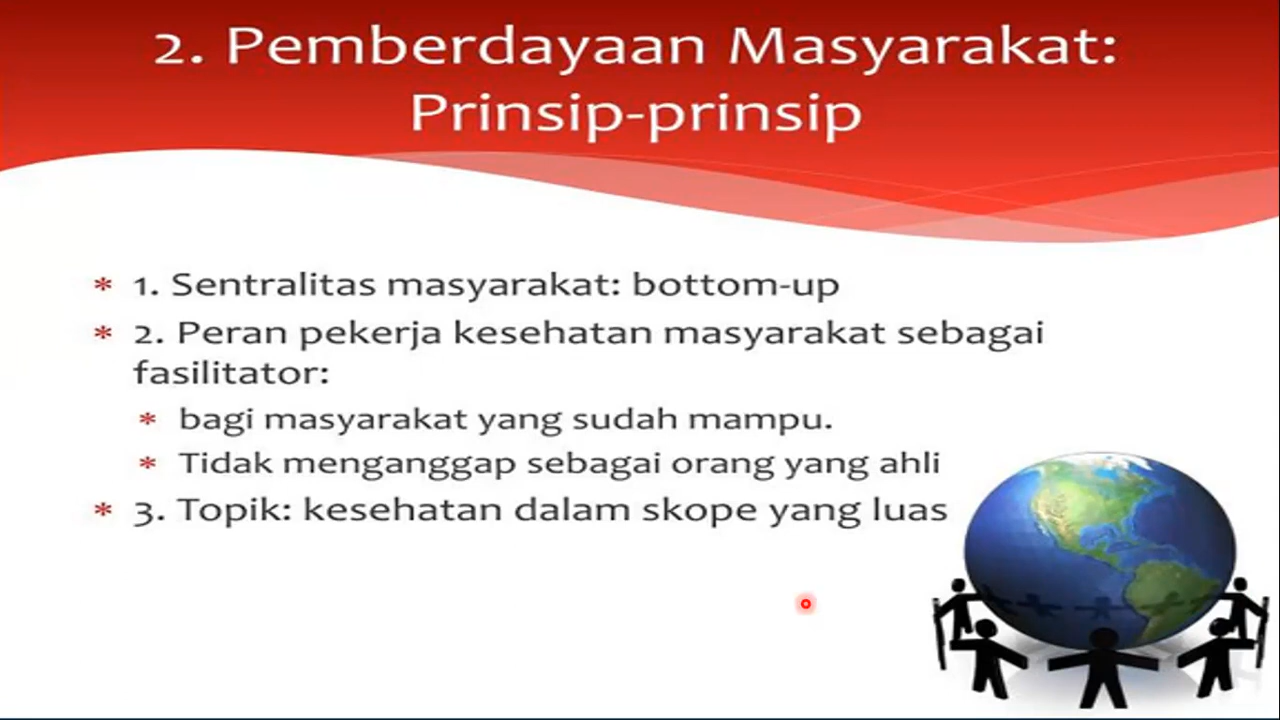 2. Pemberdayaan Masyarakat:
Prinsip-prinsip
* 1. Sentralitas masyarakat: bottom-up
* 2. Peran pekerja kesehatan masyarakat sebagai
fasilitator:
* bagi masyarakat yang sudah mampu.
* Tidak menganggap sebagai orang yang ahli
* 3. Topik: kesehatan dalam skope yang luas